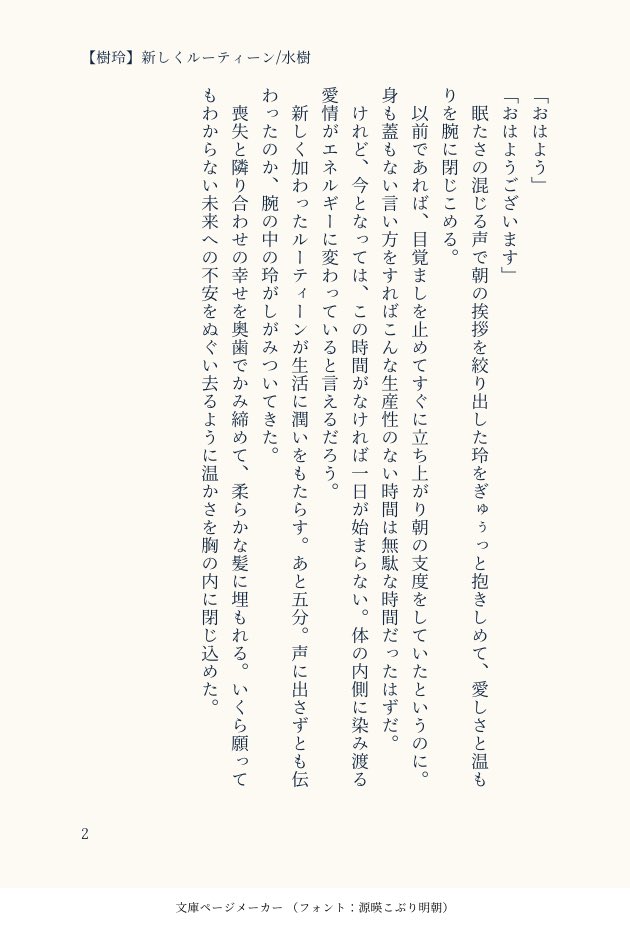 【樹玲】新しくルーティーン/水樹
「おはよう」
「おはようございます」
　眠たさの混じる声で朝の挨拶を絞り出した玲をぎゅぅっと抱きしめて、愛しさと温も
りを腕に閉じこめる。
　以前であれば、目覚ましを止めてすぐに立ち上がり朝の支度をしていたというのに。
身も蓋もない言い方をすればこんな生産性のない時間は無駄な時間だったはずだ。
　けれど、今となっては、この時間がなければ一日が始まらない。体の内側に染み渡る
愛情がエネルギーに変わっていると言えるだろう。
　新しく加わったルーティーンが生活に潤いをもたらす。あと五分。声に出さずとも伝
わったのか、腕の中の玲がしがみついてきた。
　喪失と隣り合わせの幸せを奥歯でかみ締めて、柔らかな髪に埋もれる。いくら願って
もわからない未来への不安をぬぐい去るように温かさを胸の内に閉じ込めた。
2
文庫ページメーカー （フォント：源暎こぶり明朝）